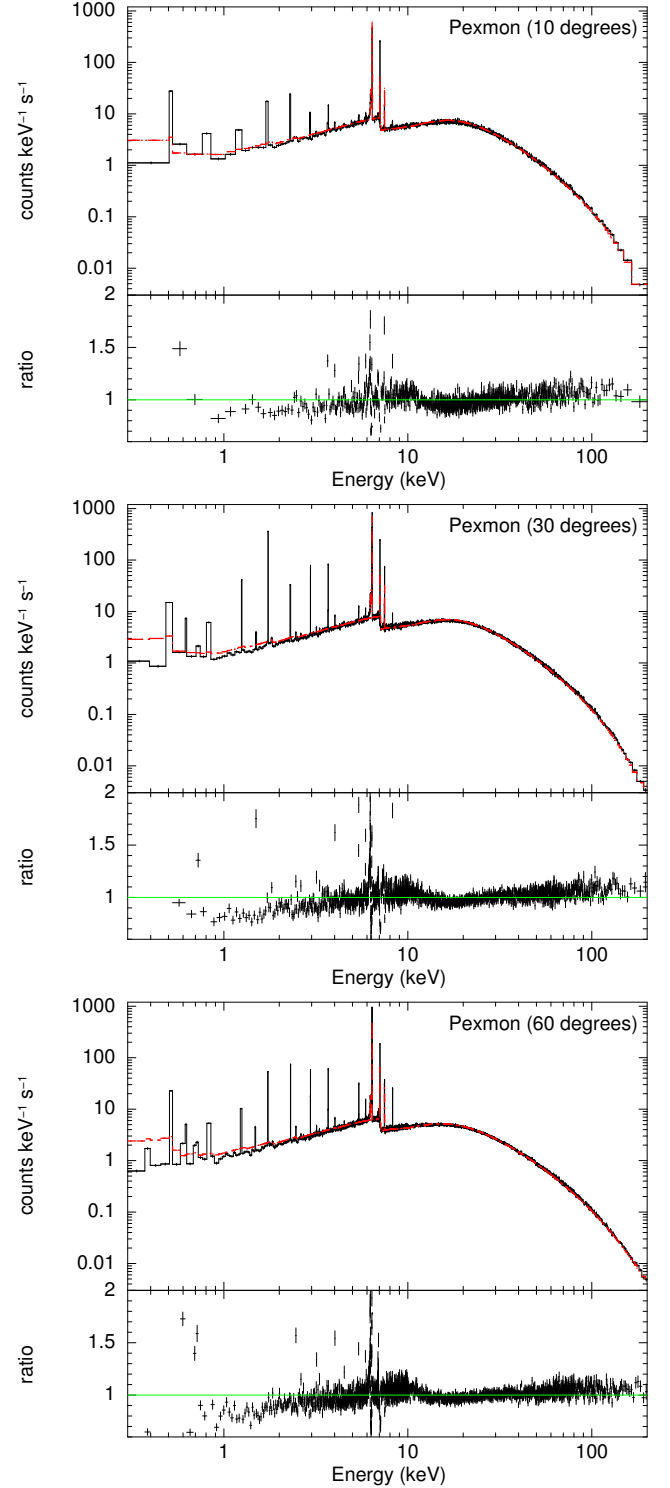 1000
Pexmon (10 degrees)
100
10
1
0.1
0.01
counts keV⁻¹ s⁻¹
2
1.5
1
ratio
1 10 100
Energy (keV)
1000
Pexmon (30 degrees)
100
10
1
0.1
0.01
counts keV⁻¹ s⁻¹
2
1.5
1
ratio
1 10 100
Energy (keV)
1000
Pexmon (60 degrees)
100
10
1
0.1
0.01
counts keV⁻¹ s⁻¹
2
1.5
1
ratio
1 10 100
Energy (keV)